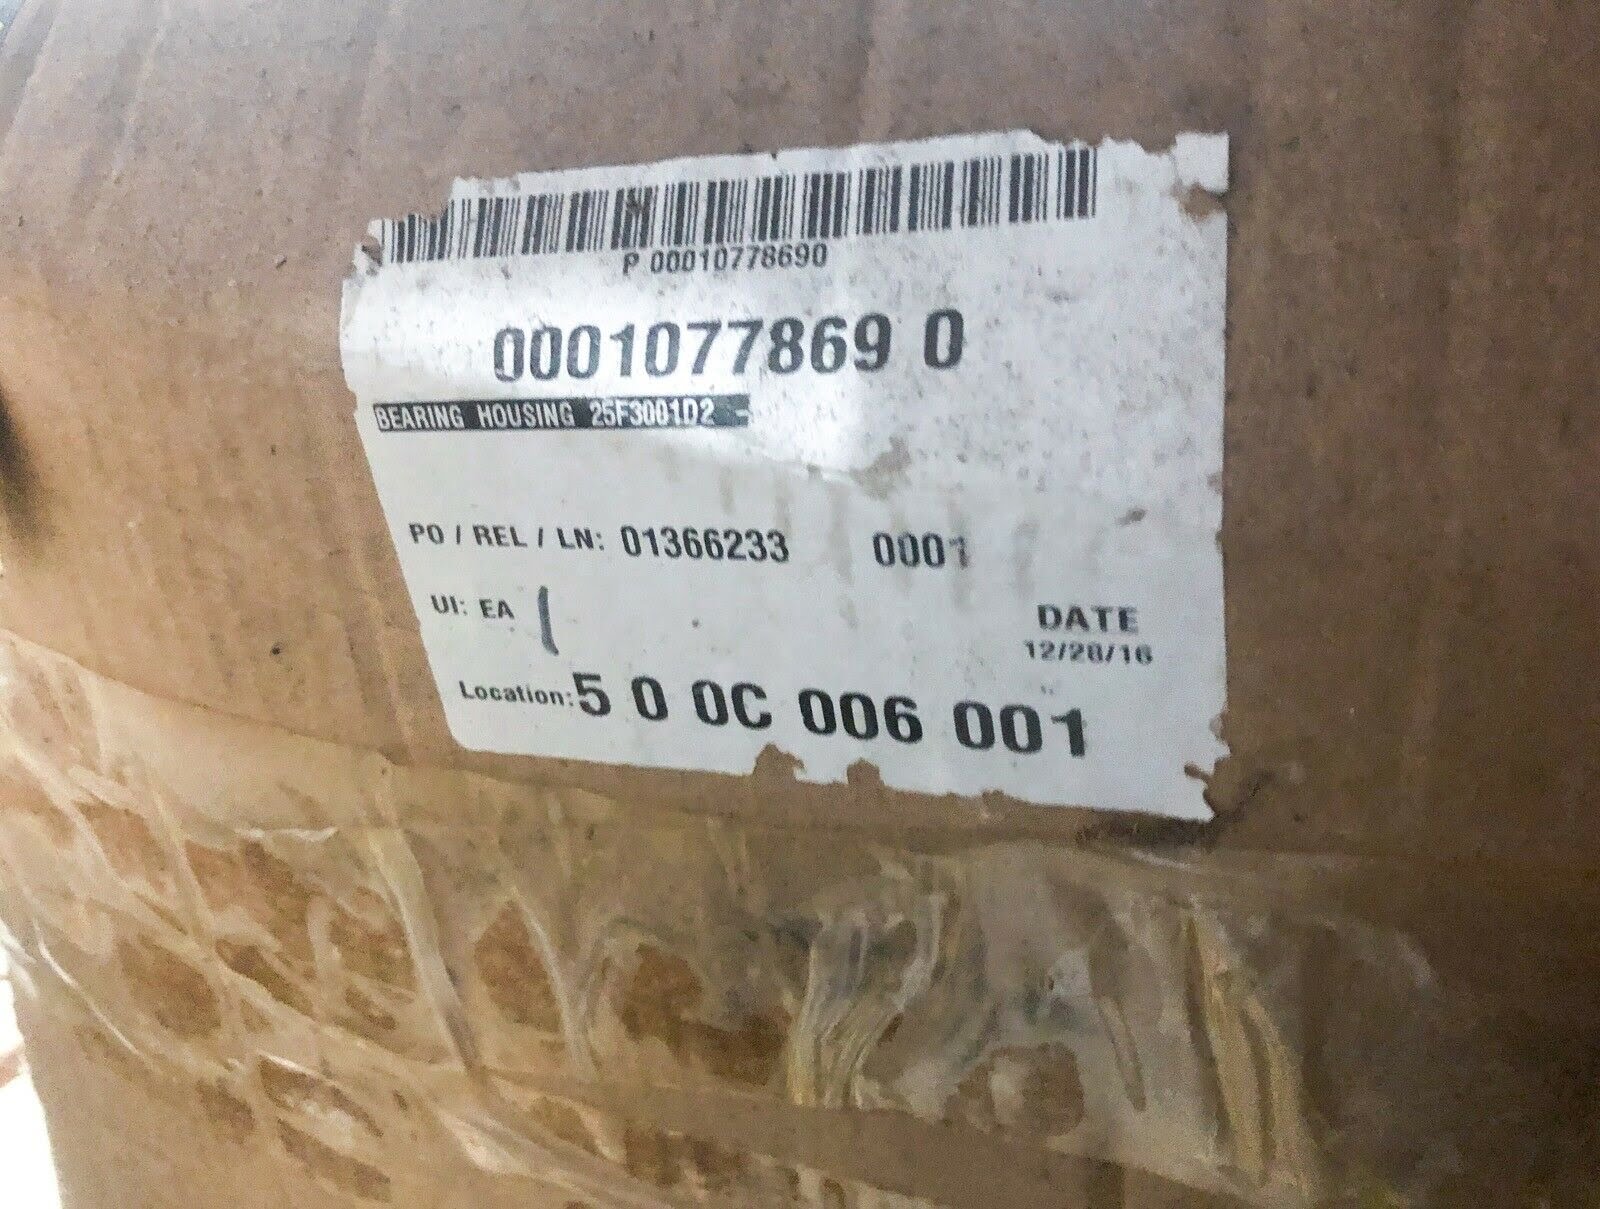 P 00010778690
0001077869 0
BEARING HOUSING 25F3001D2 -
PO / REL / LN: 01366233 0001
UI: EA 1
DATE
12/28/16
Location: 5 0 0C 006 001